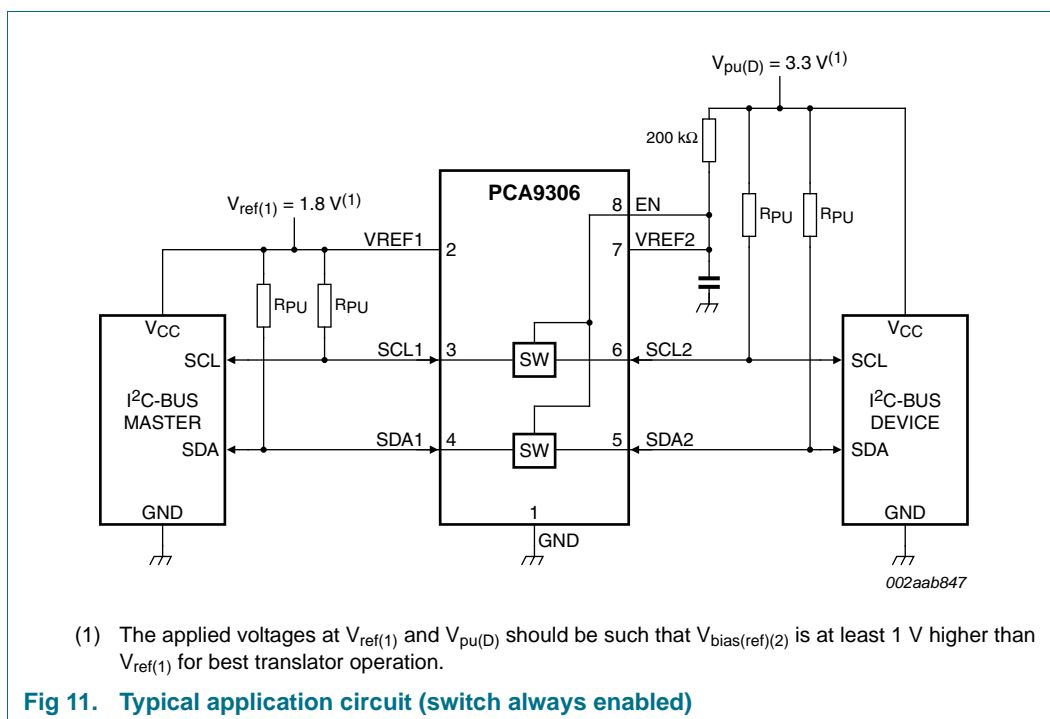 Vpu(D) = 3.3 V(1)
200 kΩ
PCA9306
Vref(1) = 1.8 V(1)
8 EN
RPU RPU
VREF1 2
7 VREF2
RPU RPU
VCC
VCC
SCL SCL1 3 SW 6 SCL2 SCL
I2C-BUS
MASTER
I2C-BUS
DEVICE
SDA SDA1 4 SW 5 SDA2 SDA
GND
1
GND
GND
002aab847
(1) The applied voltages at Vref(1) and Vpu(D) should be such that Vbias(ref)(2) is at least 1 V higher than
Vref(1) for best translator operation.
Fig 11. Typical application circuit (switch always enabled)